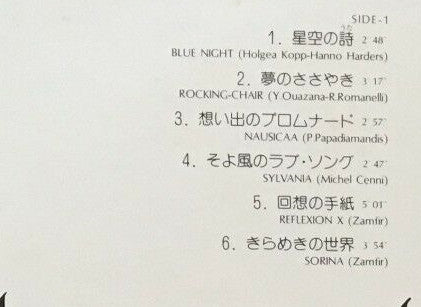 SIDE-1
1. 星空の詩 2′48″
BLUE NIGHT (Holgea Kopp-Hanno Harders)
2. 夢のささやき 3′17″
ROCKING-CHAIR (Y.Ouazana-R.Romanelli)
3. 想い出のプロムナード 2′57″
NAUSICAA (P.Papadiamandis)
4. そよ風のラブ・ソング 2′47″
SYLVANIA (Michel Cenni)
5. 回想の手紙 5′01″
REFLEXION X (Zamfir)
6. きらめきの世界 3′54″
SORINA (Zamfir)